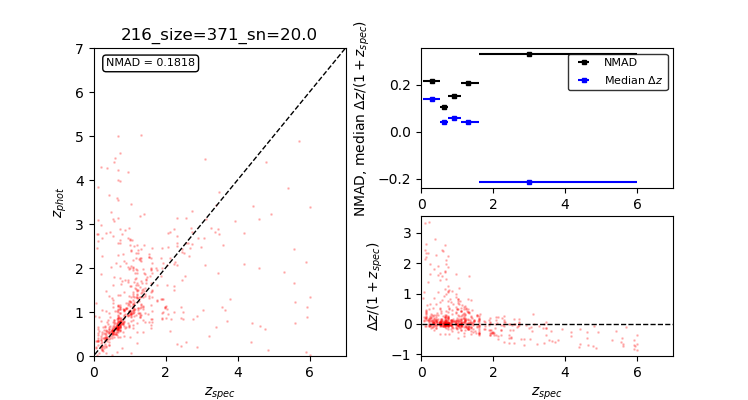 216_size=371_sn=20.0
NMAD = 0.1818
7
6
5
4
3
2
1
0
z_phot
0 2 4 6
z_spec
NMAD
Median Δz
0.2
0.0
−0.2
NMAD, median Δz/(1 + z_spec)
0 2 4 6
3
2
1
0
−1
Δz/(1 + z_spec)
0 2 4 6
z_spec